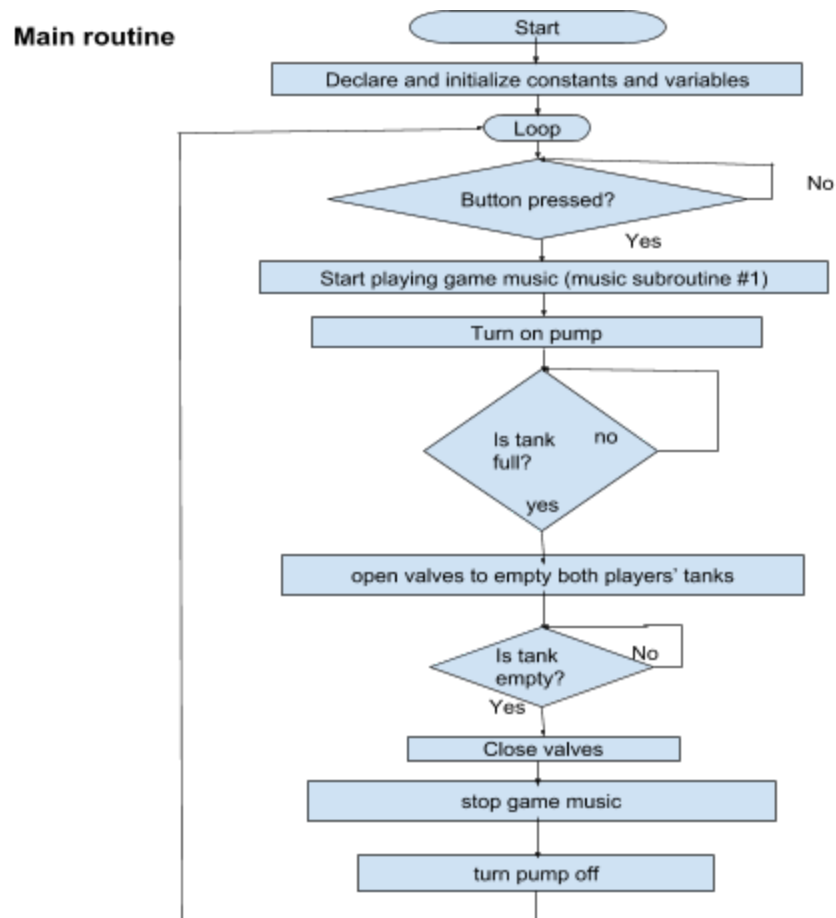 Main routine
Start
Declare and initialize constants and variables
Loop
Button pressed?
No
Yes
Start playing game music (music subroutine #1)
Turn on pump
Is tank
full?
no
yes
open valves to empty both players' tanks
Is tank
empty?
No
Yes
Close valves
stop game music
turn pump off